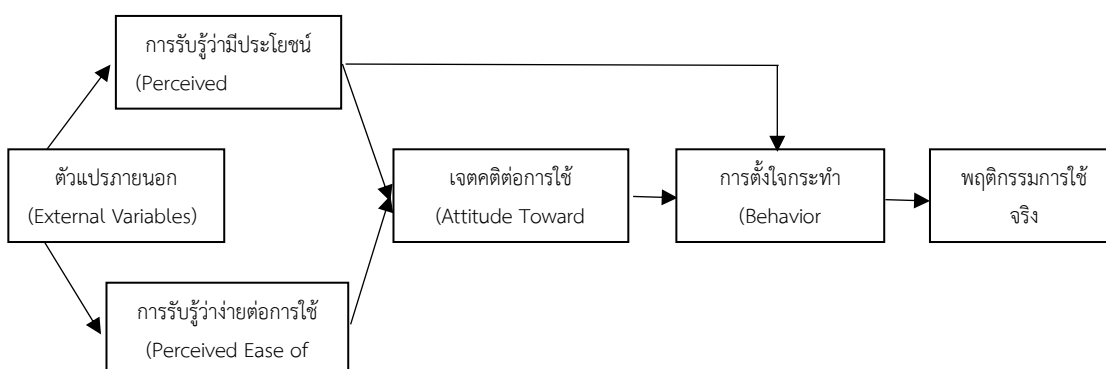 การรับรู้ว่ามีประโยชน์
(Perceived
ตัวแปรภายนอก
(External Variables)
เจตคติต่อการใช้
(Attitude Toward
การตั้งใจกระทำ
(Behavior
พฤติกรรมการใช้
จริง
การรับรู้ว่าง่ายต่อการใช้
(Perceived Ease of